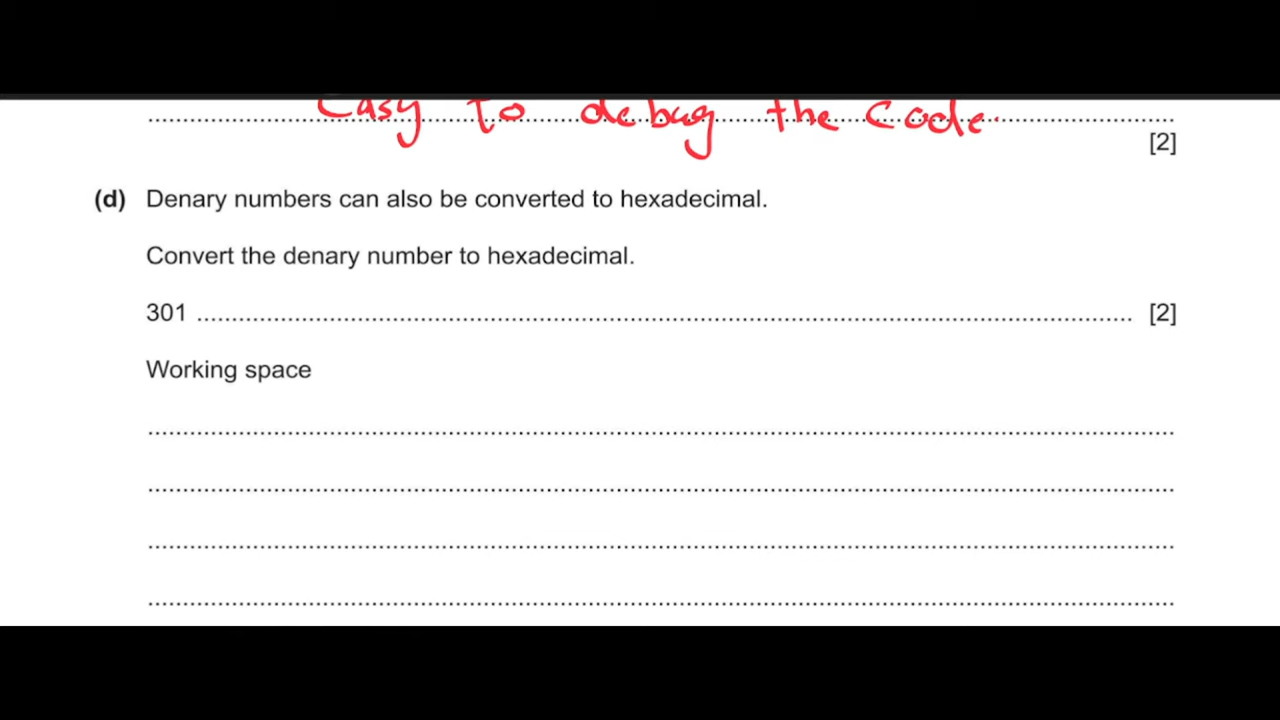 Easy to debug the code.
[2]
(d) Denary numbers can also be converted to hexadecimal.
Convert the denary number to hexadecimal.
301 ........................................................................................................................................ [2]
Working space